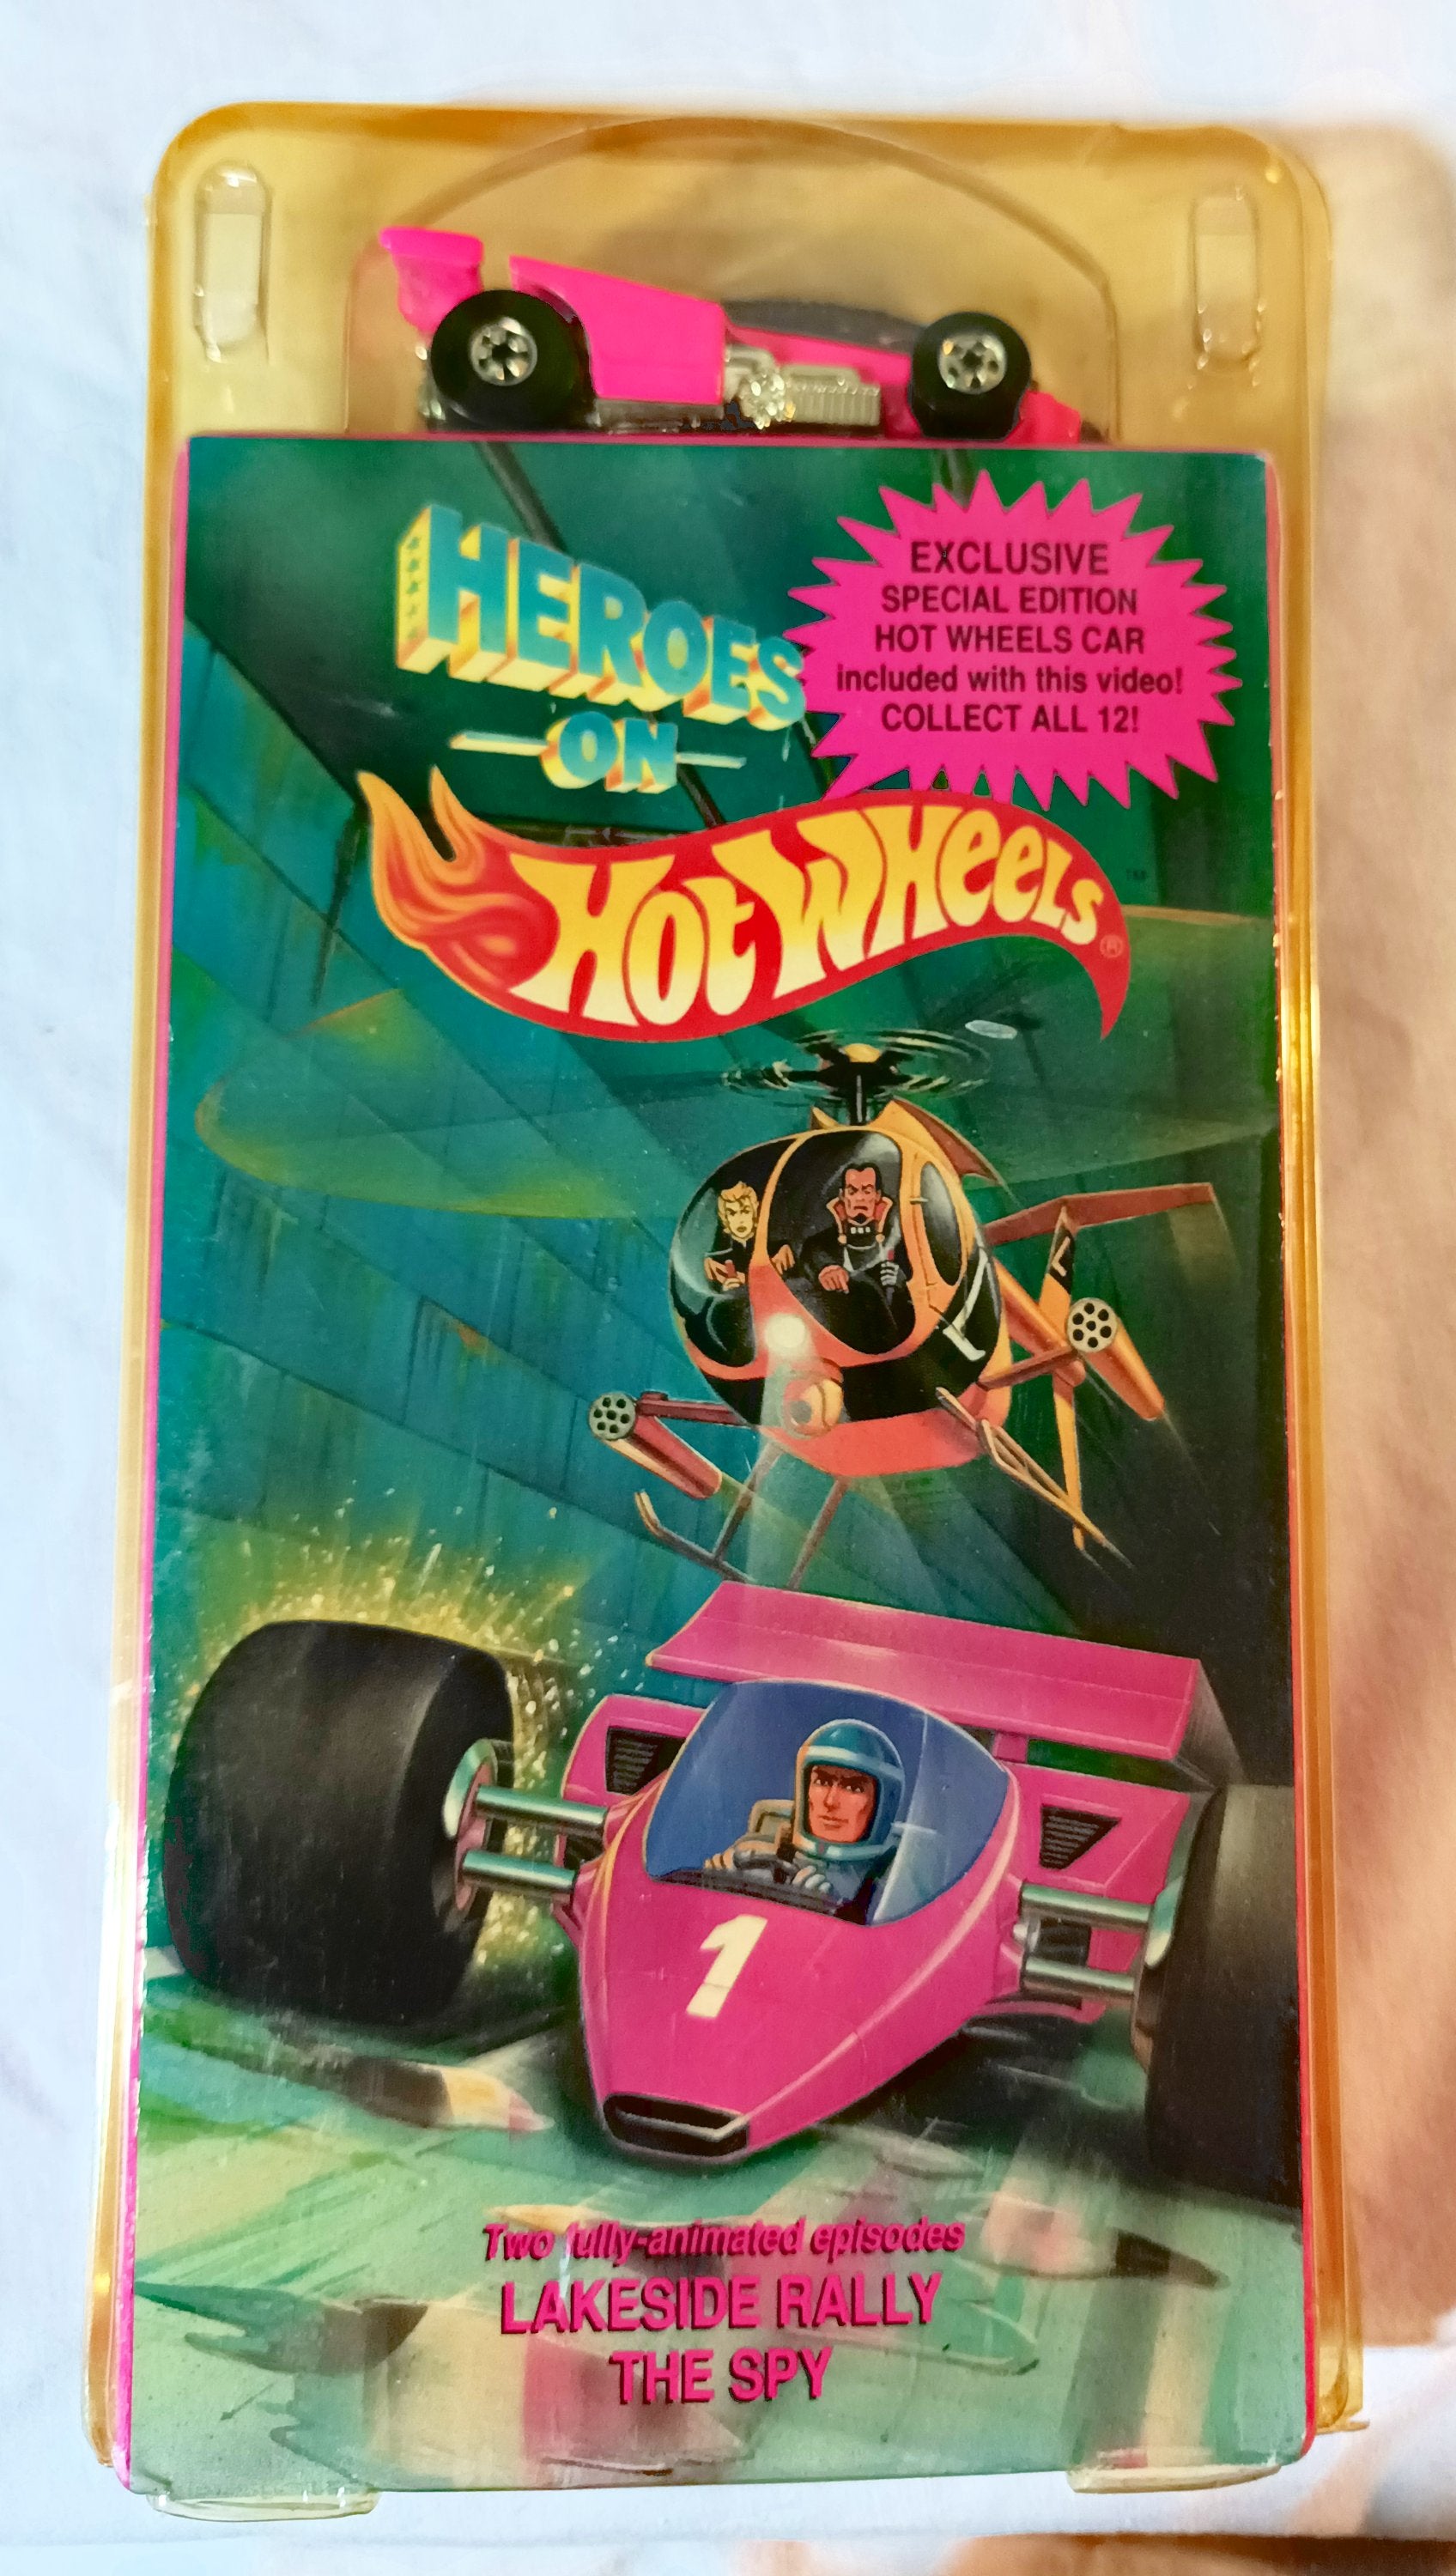 HEROES
ON
HOT WHEELS ®
EXCLUSIVE
SPECIAL EDITION
HOT WHEELS CAR
included with this video!
COLLECT ALL 12!
L
L
1
Two fully-animated episodes
LAKESIDE RALLY
THE SPY